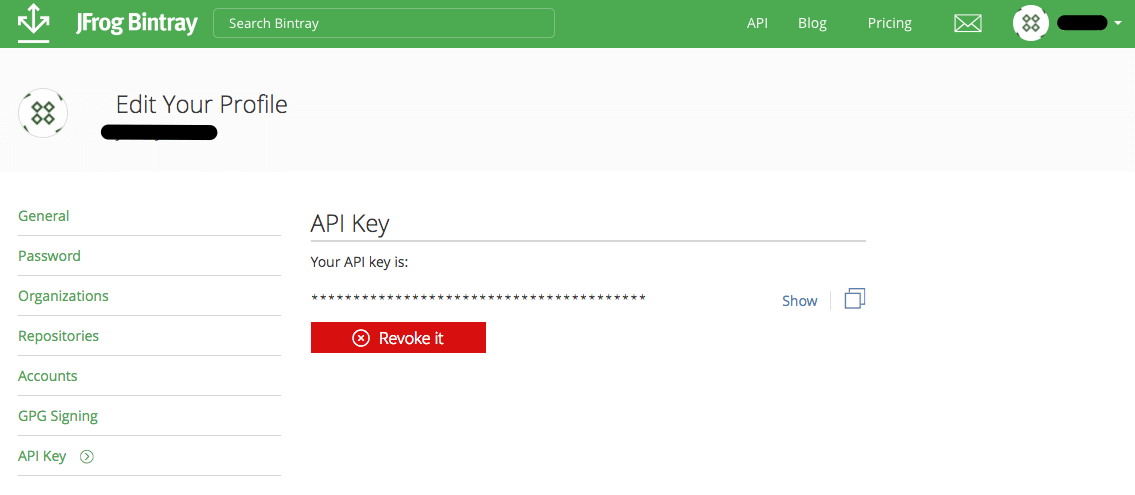 JFrog Bintray Search Bintray API Blog Pricing
Edit Your Profile
General
Password
Organizations
Repositories
Accounts
GPG Signing
API Key
API Key
Your API key is:
**************************************** Show
Revoke it